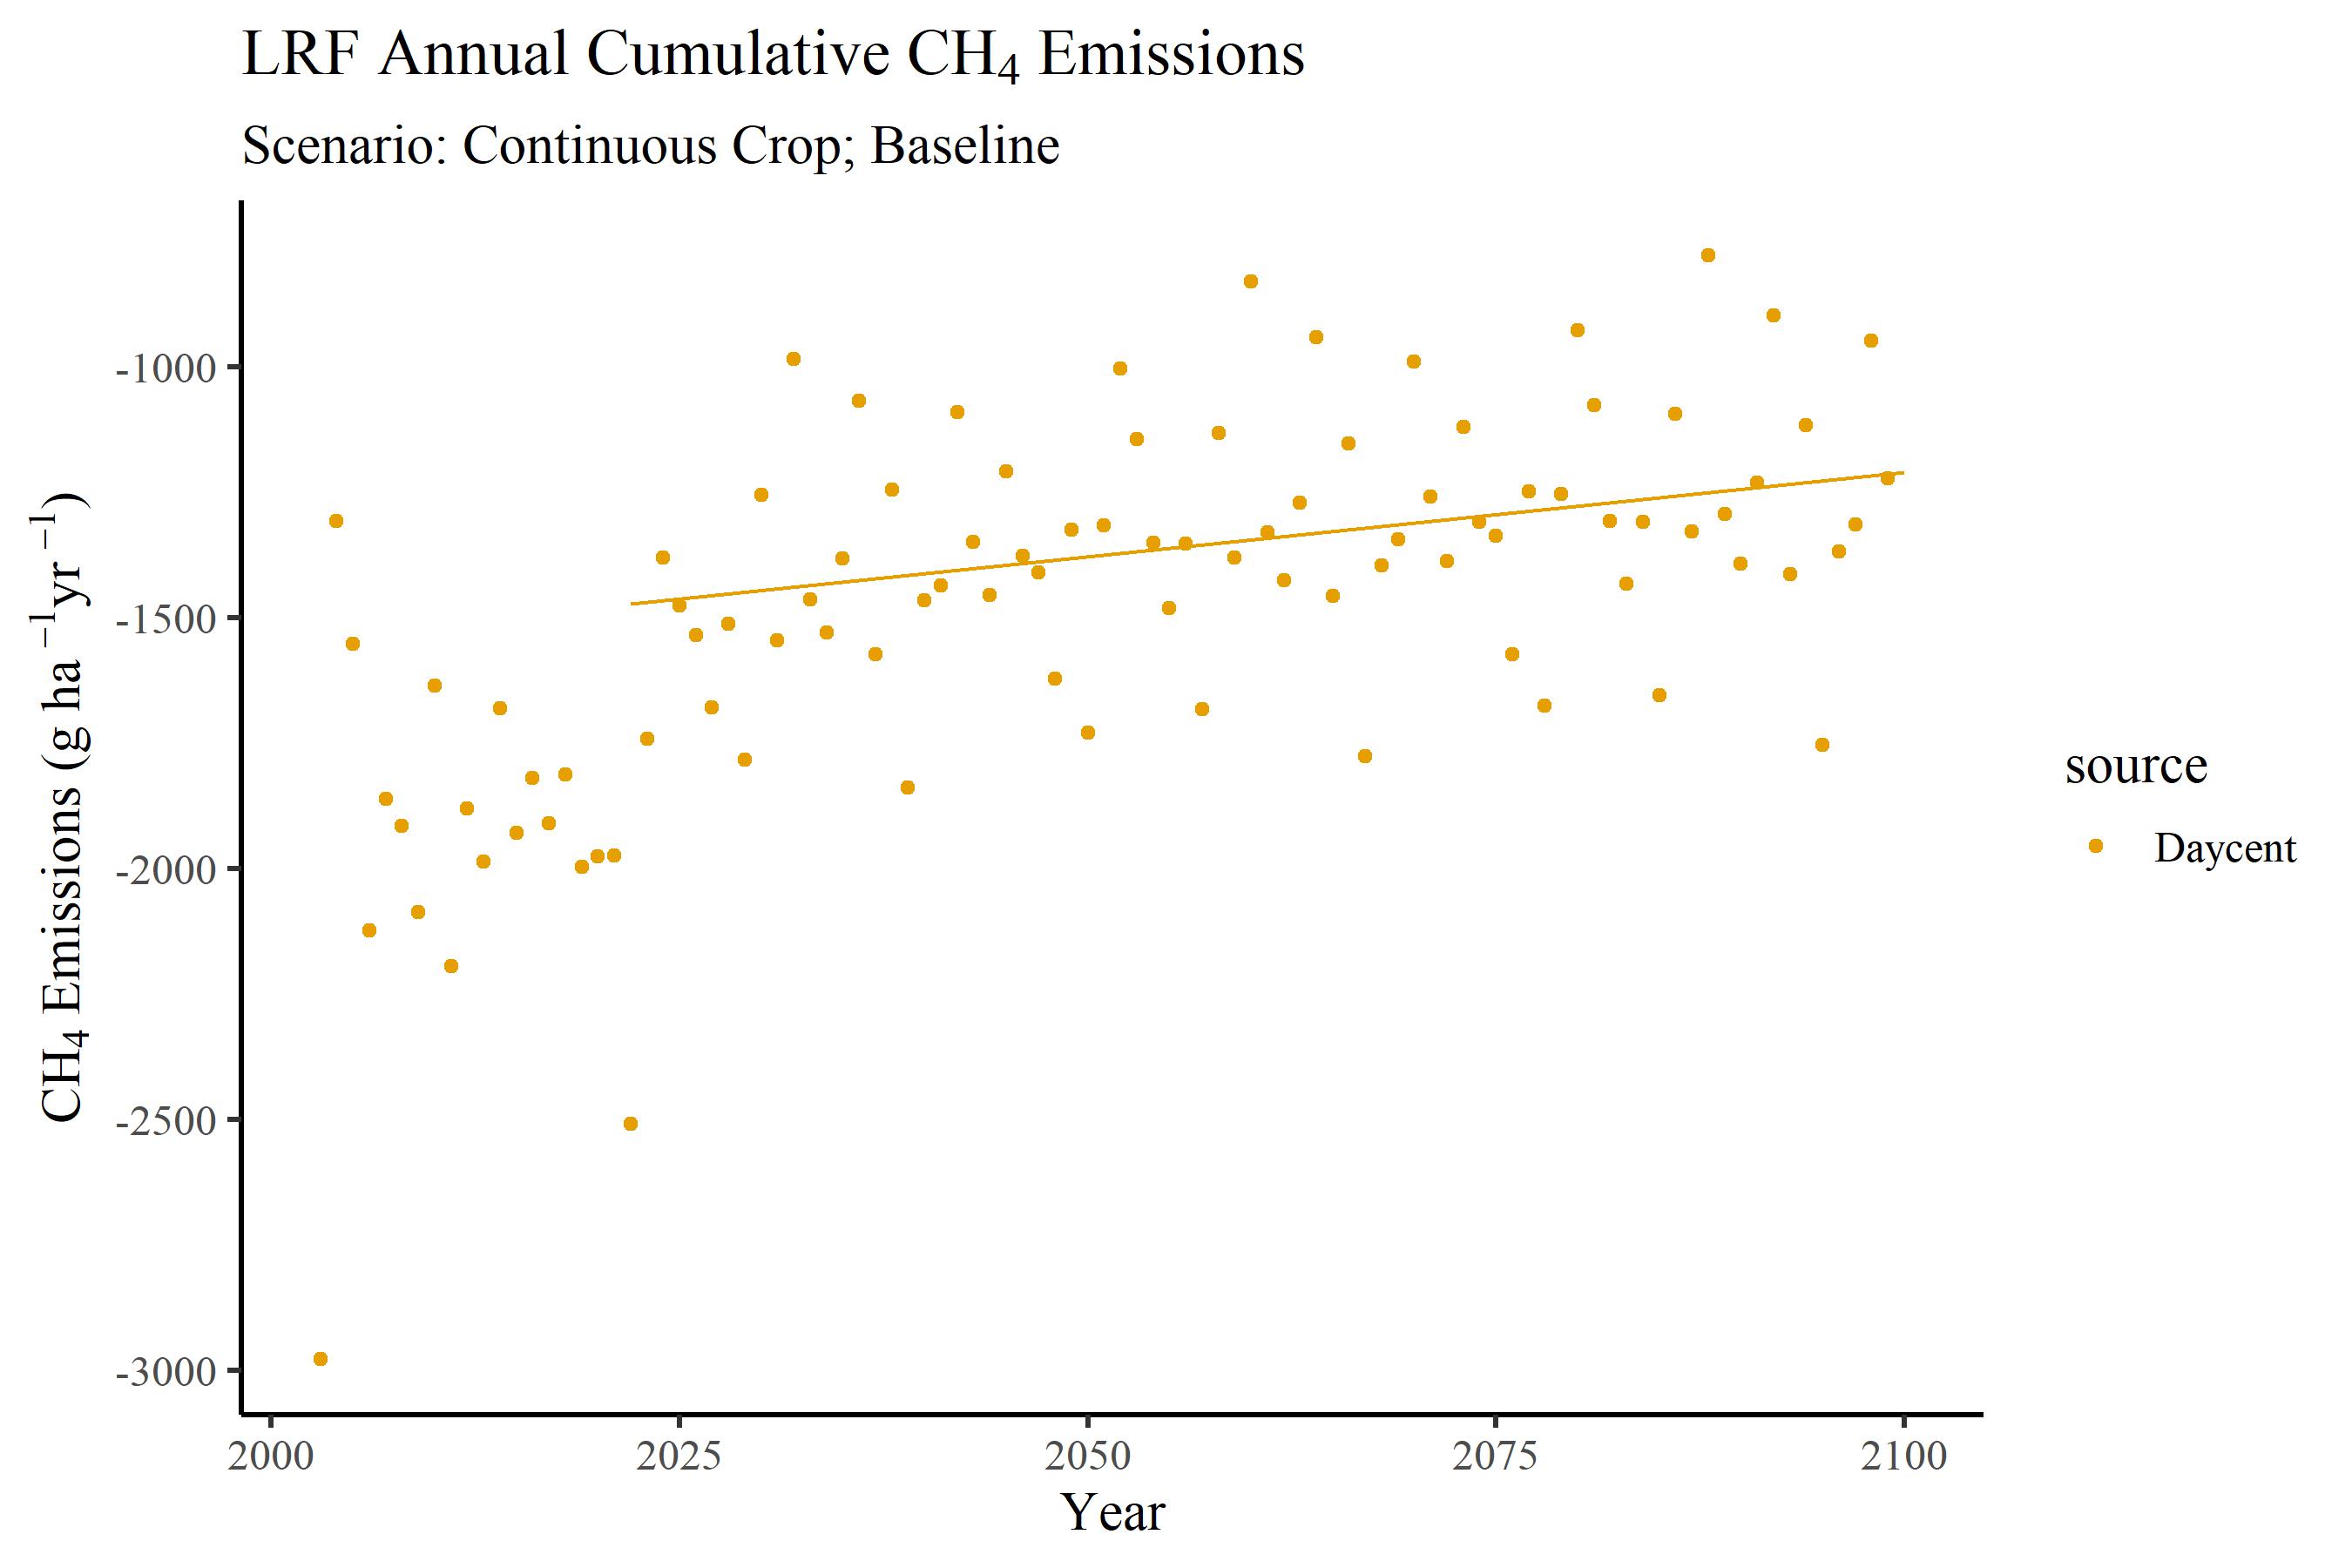 LRF Annual Cumulative CH₄ Emissions
Scenario: Continuous Crop; Baseline
CH₄ Emissions (g ha ⁻¹yr ⁻¹)
-1000
-1500
-2000
-2500
-3000
2000 2025 2050 2075 2100
Year
source
Daycent